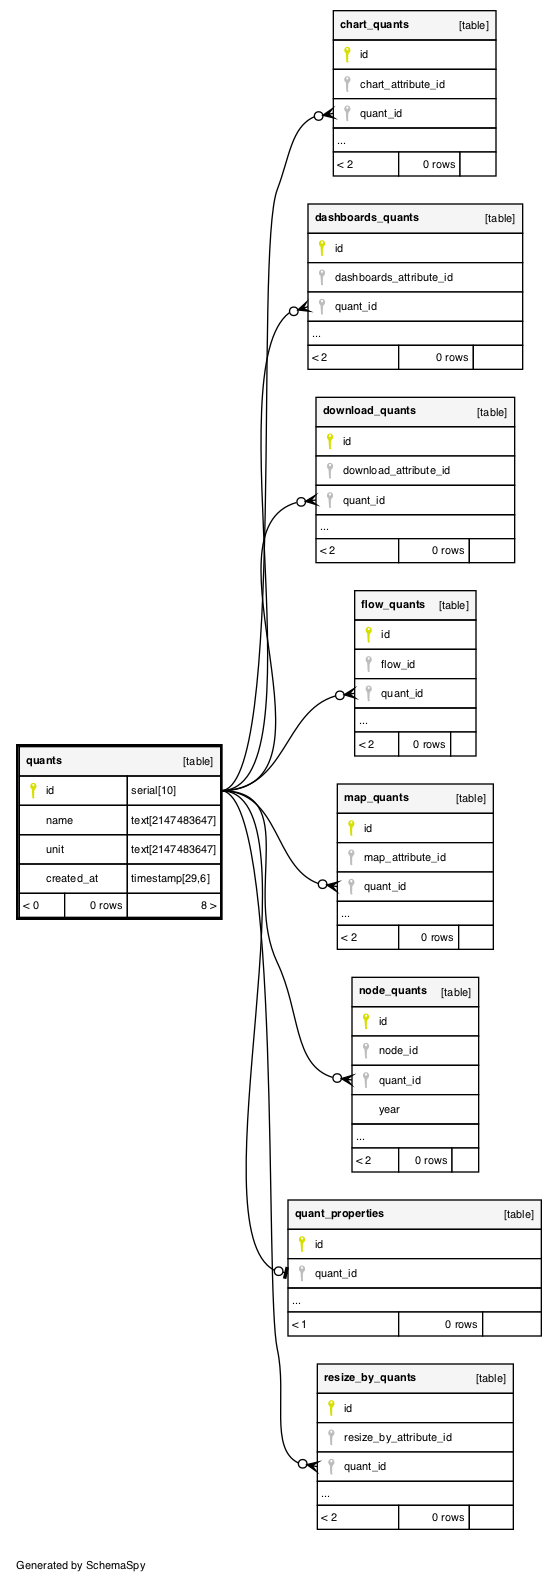 chart_quants [table]
id
chart_attribute_id
quant_id
...
< 2 0 rows
dashboards_quants [table]
id
dashboards_attribute_id
quant_id
...
< 2 0 rows
download_quants [table]
id
download_attribute_id
quant_id
...
< 2 0 rows
flow_quants [table]
id
flow_id
quant_id
...
< 2 0 rows
quants [table]
id serial[10]
name text[2147483647]
unit text[2147483647]
created_at timestamp[29,6]
< 0 0 rows 8 >
map_quants [table]
id
map_attribute_id
quant_id
...
< 2 0 rows
node_quants [table]
id
node_id
quant_id
year
...
< 2 0 rows
quant_properties [table]
id
quant_id
...
< 1 0 rows
resize_by_quants [table]
id
resize_by_attribute_id
quant_id
...
< 2 0 rows
Generated by SchemaSpy